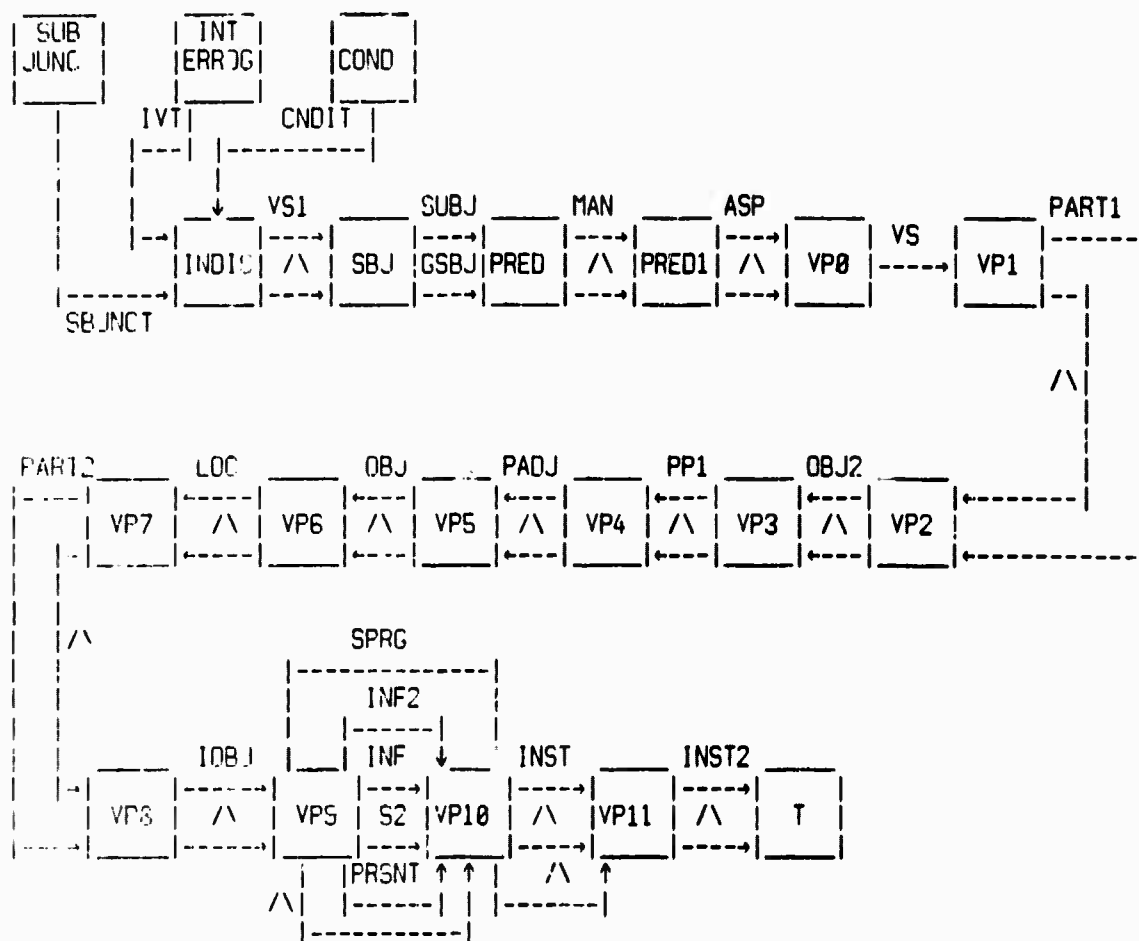 SUB INT
JUNC ERROG COND
IVT CNDIT
VS1 SUBJ MAN ASP PART1
VS
INDIC /\ SBJ GSBJ PRED /\ PRED1 /\ VP0 VP1
SBJNCT
/\
PART2 LOC OBJ PADJ PP1 OBJ2
VP7 /\ VP6 /\ VP5 /\ VP4 /\ VP3 /\ VP2
/\ SPRG
INF2
IOBJ INF INST INST2
VP8 /\ VP9 S2 VP10 /\ VP11 /\ T
/\ PRSNT /\